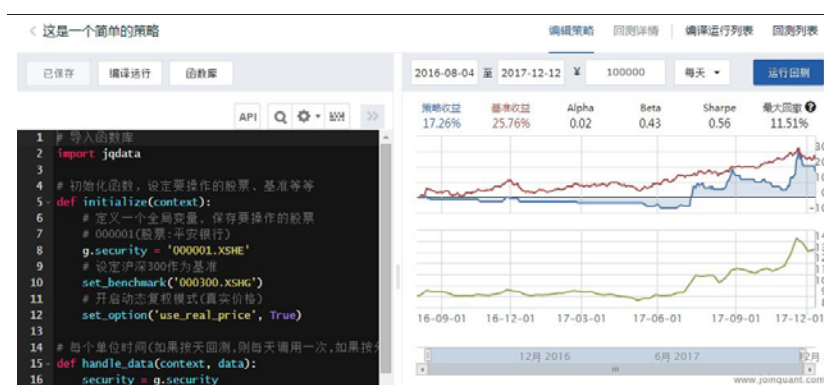 这是一个简单的策略
编辑策略 回测详情 编译运行列表 回测列表
已保存 编译运行 函数库
2016-08-04 至 2017-12-12 ¥ 100000 每天 运行回测
API
策略收益 基准收益 Alpha Beta Sharpe 最大回撤
17.26% 25.76% 0.02 0.43 0.56 11.51%
1 # 导入函数库
2 import jqdata
3
4 # 初始化函数，设定要操作的股票、基准等等
5 def initialize(context):
6 # 定义一个全局变量，保存要操作的股票
7 # 000001(股票:平安银行)
8 g.security = '000001.XSHE'
9 # 设定沪深300作为基准
10 set_benchmark('000300.XSHG')
11 # 开启动态复权模式(真实价格)
12 set_option('use_real_price', True)
13
14 # 每个单位时间(如果按天回测,则每天调用一次,如果按分
15 def handle_data(context, data):
16 security = g.security
16-09-01 16-12-01 17-03-01 17-06-01 17-09-01 17-12-01
12月 2016 6月 2017 12月
www.joinquant.com